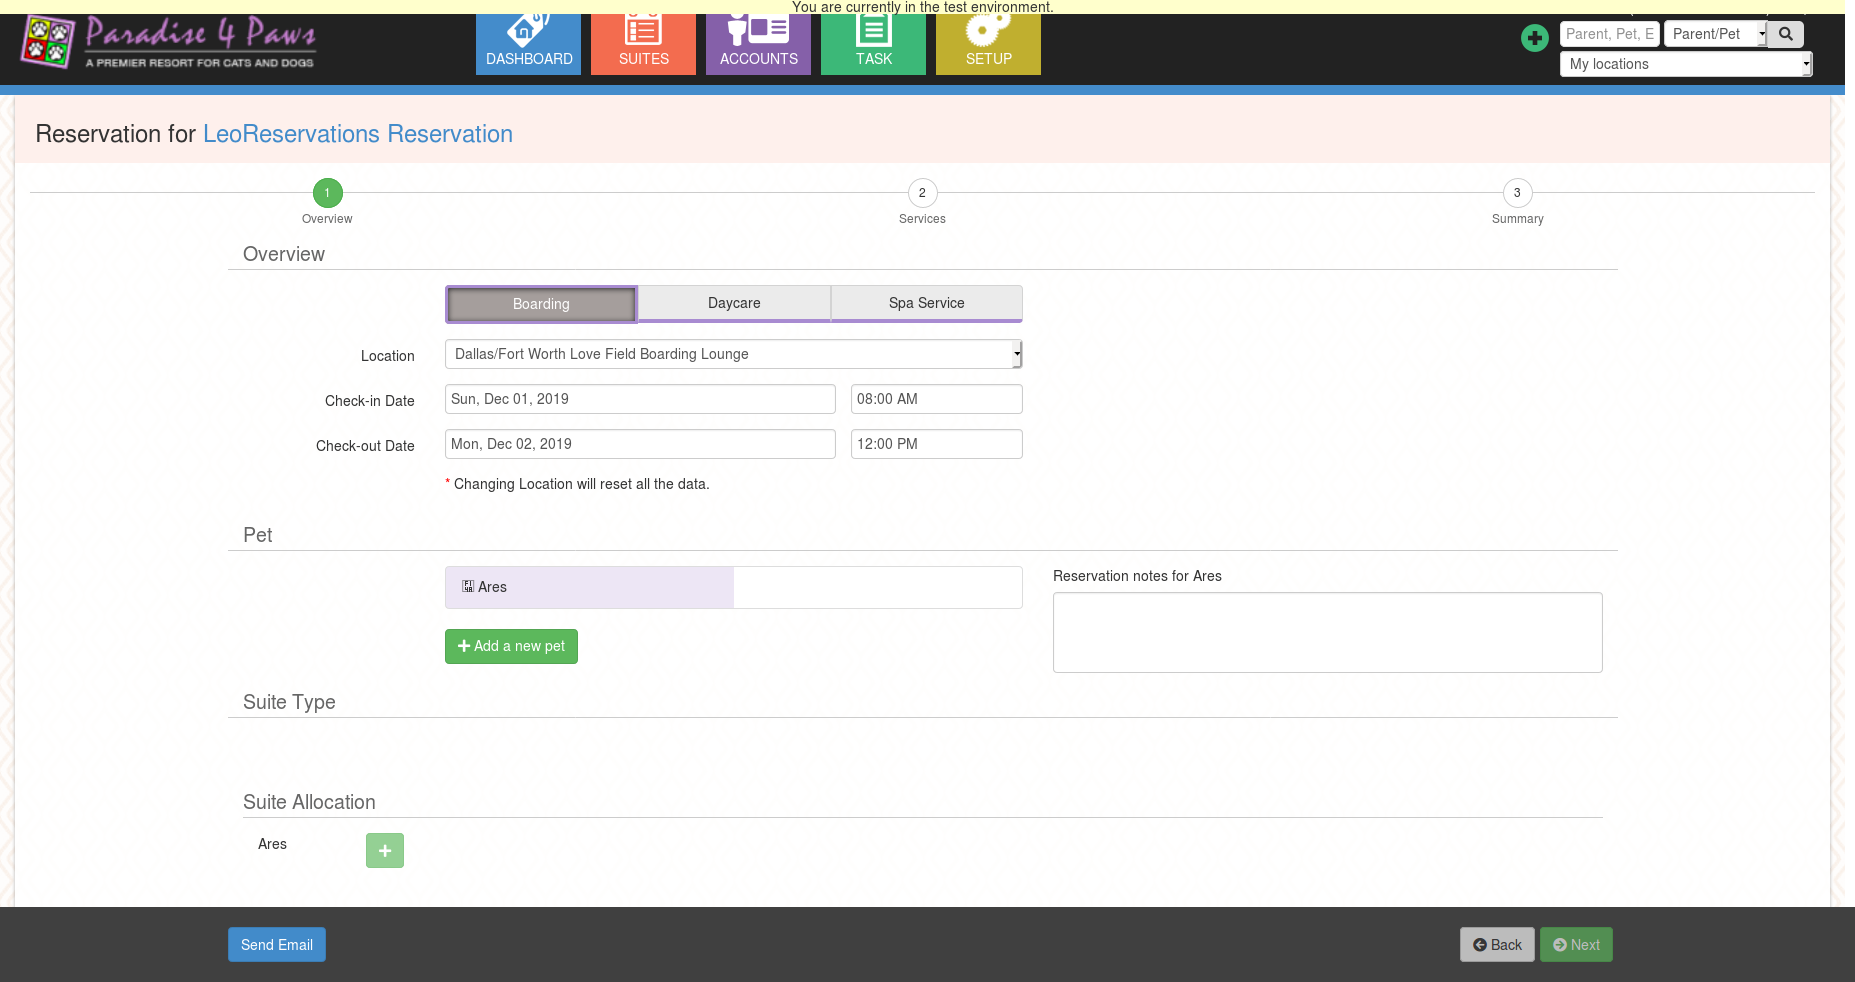 You are currently in the test environment.
Paradise 4 Paws
A PREMIER RESORT FOR CATS AND DOGS
DASHBOARD
SUITES
ACCOUNTS
TASK
SETUP
Parent, Pet, E
Parent/Pet
My locations
Reservation for LeoReservations Reservation
1
2
3
Overview
Services
Summary
Overview
Boarding
Daycare
Spa Service
Location
Dallas/Fort Worth Love Field Boarding Lounge
Check-in Date
Sun, Dec 01, 2019
08:00 AM
Check-out Date
Mon, Dec 02, 2019
12:00 PM
* Changing Location will reset all the data.
Pet
Ares
Reservation notes for Ares
Add a new pet
Suite Type
Suite Allocation
Ares
Send Email
Back
Next